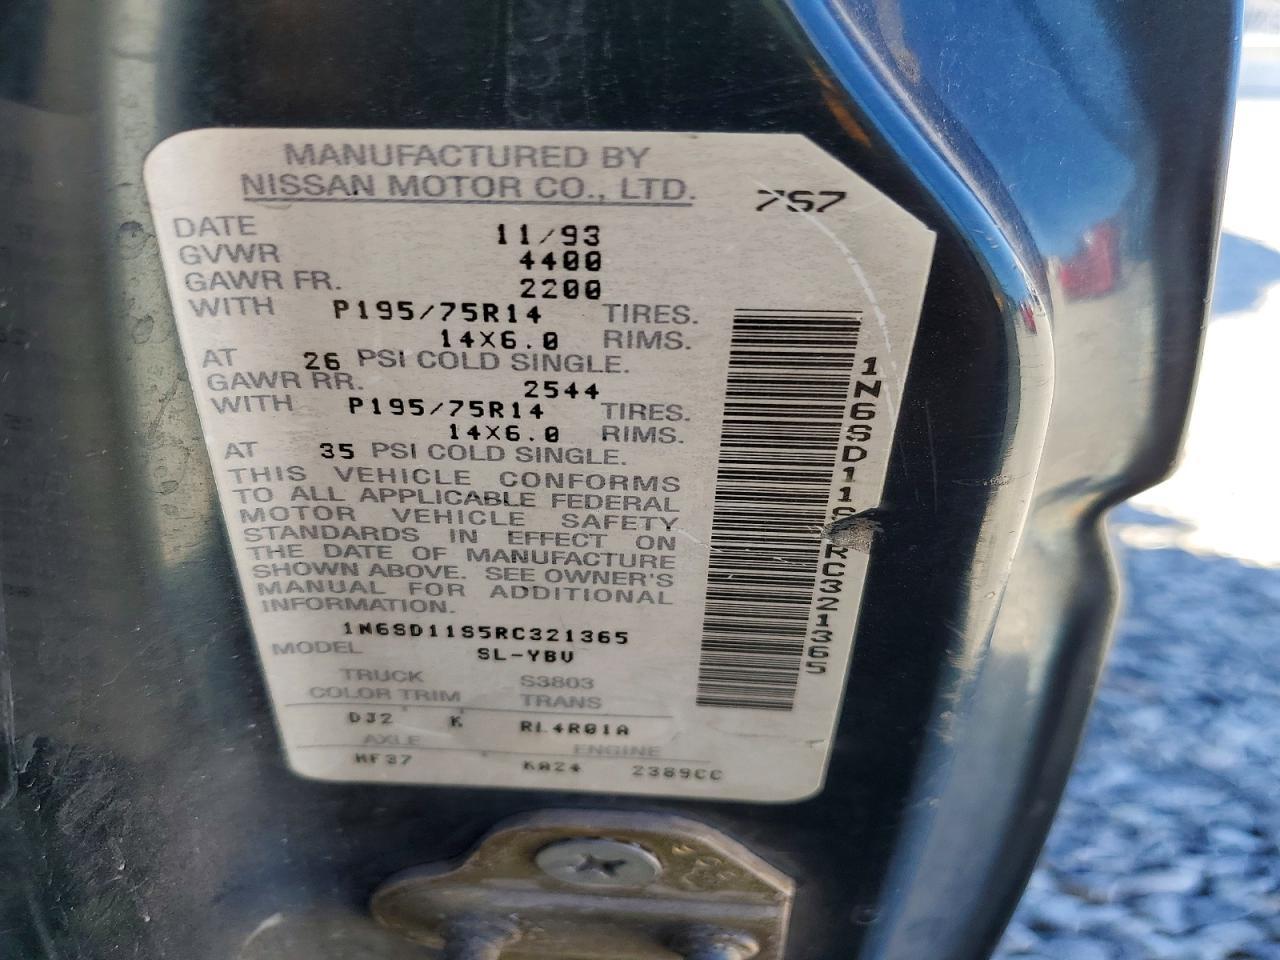 MANUFACTURED BY
NISSAN MOTOR CO., LTD.
7S7
DATE 11/93
GVWR 4400
GAWR FR. 2200
WITH P195/75R14 TIRES.
14X6.0 RIMS.
AT 26 PSI COLD SINGLE.
GAWR RR. 2544
WITH P195/75R14 TIRES.
14X6.0 RIMS.
AT 35 PSI COLD SINGLE.
THIS VEHICLE CONFORMS
TO ALL APPLICABLE FEDERAL
MOTOR VEHICLE SAFETY
STANDARDS IN EFFECT ON
THE DATE OF MANUFACTURE
SHOWN ABOVE. SEE OWNER'S
MANUAL FOR ADDITIONAL
INFORMATION.
1N6SD11S5RC321365
MODEL SL-YBV
TRUCK S3803
COLOR TRIM TRANS
DJ2 K RL4R01A
AXLE ENGINE
HF37 KA24 2389CC